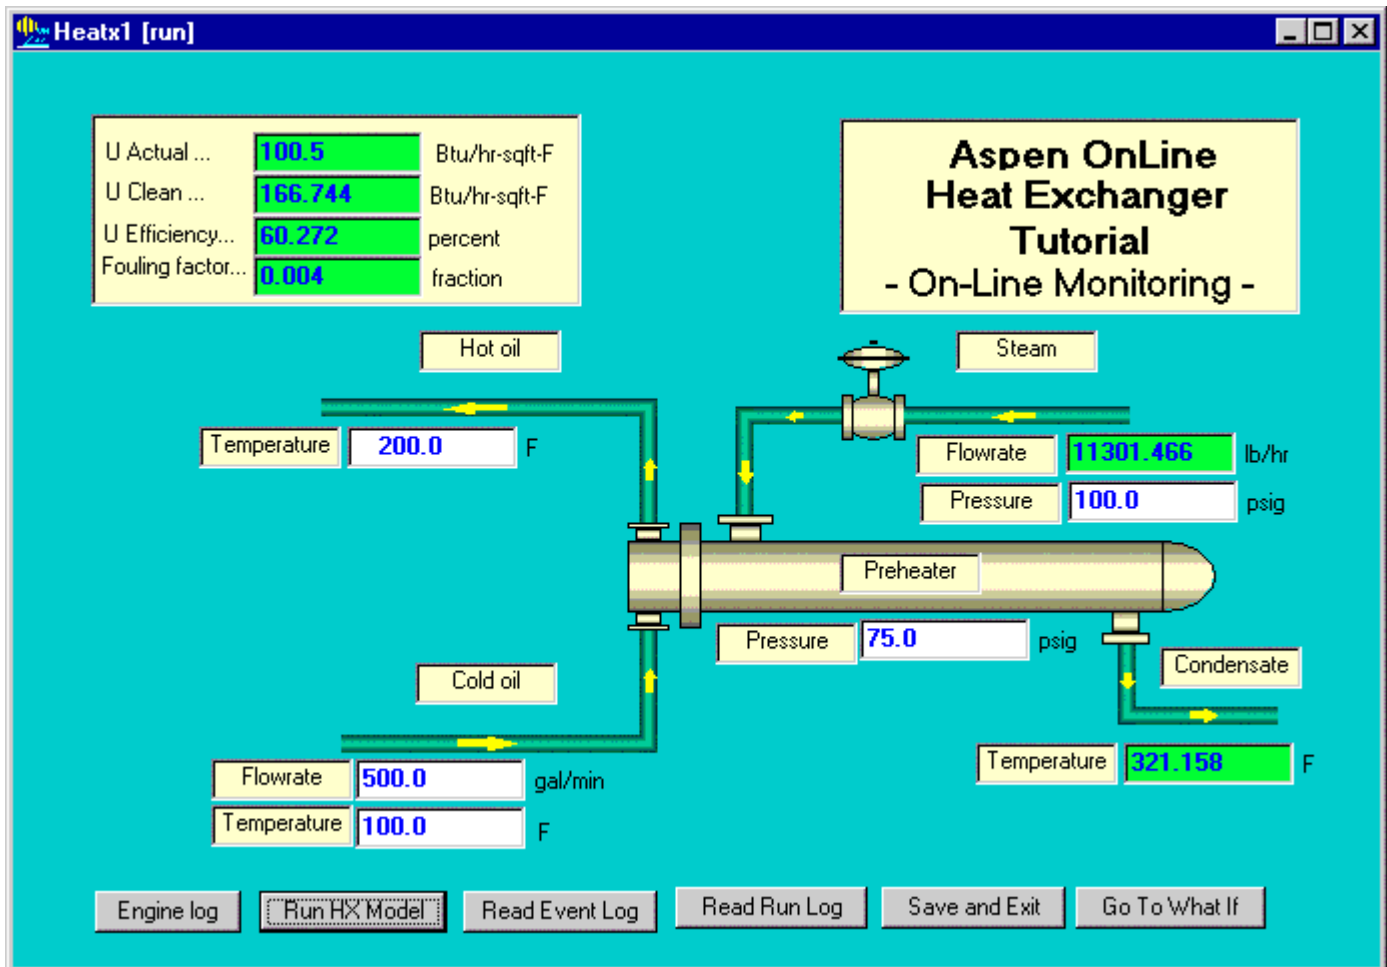 Heatx1 [run]
U Actual ... 100.5 Btu/hr-sqft-F
U Clean ... 166.744 Btu/hr-sqft-F
U Efficiency... 60.272 percent
Fouling factor... 0.004 fraction
Aspen OnLine
Heat Exchanger
Tutorial
- On-Line Monitoring -
Hot oil
Temperature 200.0 F
Steam
Flowrate 11301.466 lb/hr
Pressure 100.0 psig
Preheater
Pressure 75.0 psig
Condensate
Temperature 321.158 F
Cold oil
Flowrate 500.0 gal/min
Temperature 100.0 F
Engine log Run HX Model Read Event Log Read Run Log Save and Exit Go To What If